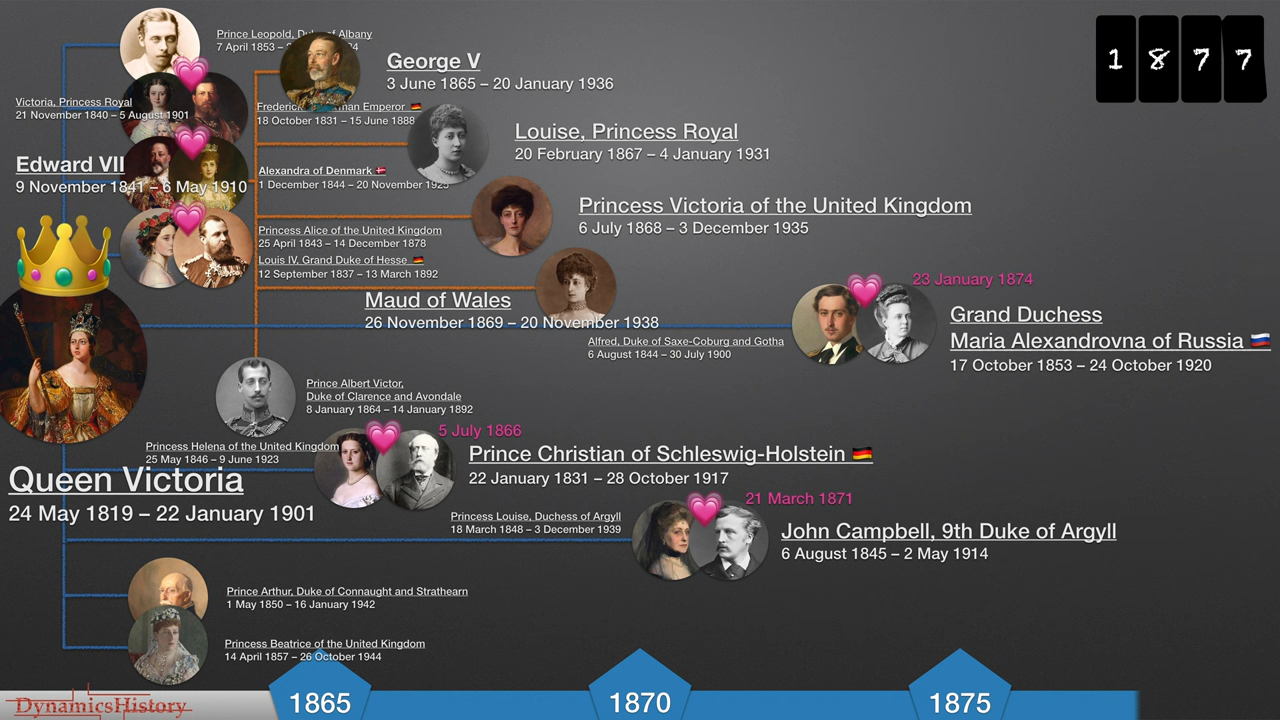 1 8 7 7
Prince Leopold, Duke of Albany
7 April 1853 –
George V
3 June 1865 – 20 January 1936
Victoria, Princess Royal
21 November 1840 – 5 August 1901
Emperor
18 October 1831 – 15 June 1888
Louise, Princess Royal
20 February 1867 – 4 January 1931
Edward VII
9 November 1841 – 6 May 1910
Alexandra of Denmark
1 December 1844 – 20 November 1925
Princess Victoria of the United Kingdom
6 July 1868 – 3 December 1935
Princess Alice of the United Kingdom
25 April 1843 – 14 December 1878
Louis IV, Grand Duke of Hesse
12 September 1837 – 13 March 1892
Maud of Wales
26 November 1869 – 20 November 1938
23 January 1874
Grand Duchess
Maria Alexandrovna of Russia
17 October 1853 – 24 October 1920
Alfred, Duke of Saxe-Coburg and Gotha
6 August 1844 – 30 July 1900
Prince Albert Victor,
Duke of Clarence and Avondale
8 January 1864 – 14 January 1892
Princess Helena of the United Kingdom
25 May 1846 – 9 June 1923
5 July 1866
Prince Christian of Schleswig-Holstein
22 January 1831 – 28 October 1917
Queen Victoria
24 May 1819 – 22 January 1901
21 March 1871
Princess Louise, Duchess of Argyll
18 March 1848 – 3 December 1939
John Campbell, 9th Duke of Argyll
6 August 1845 – 2 May 1914
Prince Arthur, Duke of Connaught and Strathearn
1 May 1850 – 16 January 1942
Princess Beatrice of the United Kingdom
14 April 1857 – 26 October 1944
DynamicsHistory
1865
1870
1875